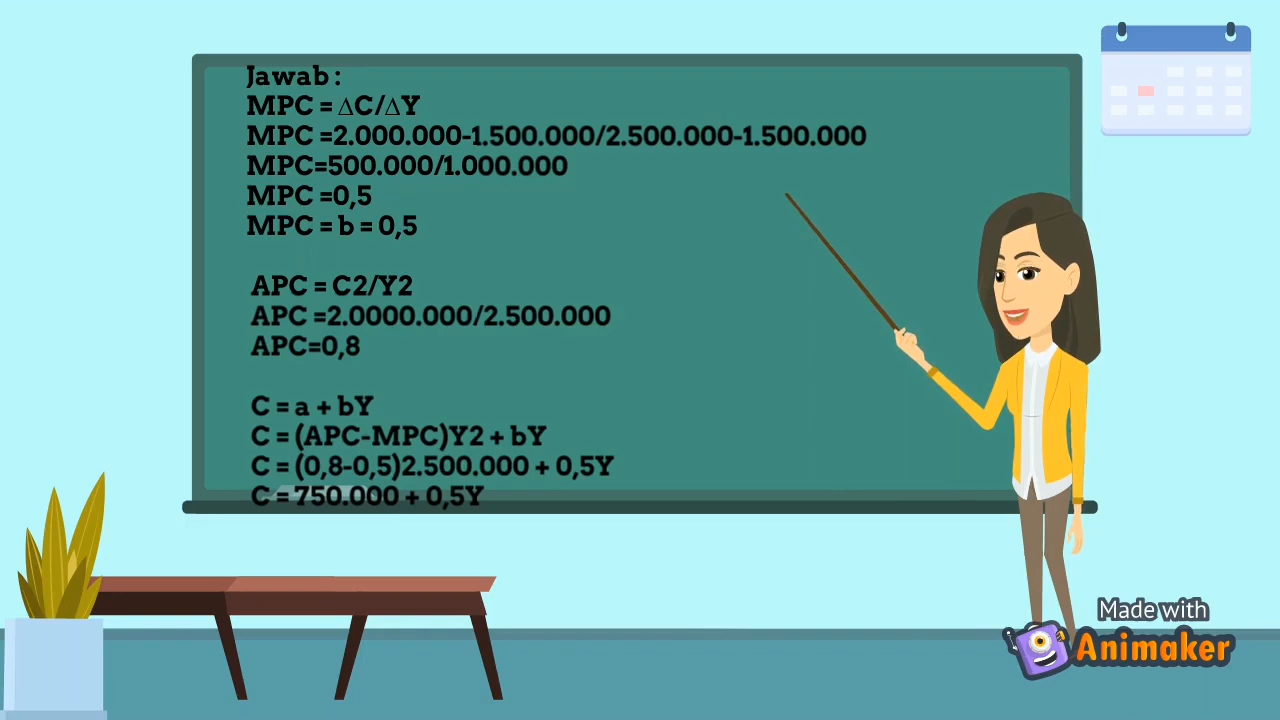 Jawab :
MPC = ∆C/∆Y
MPC =2.000.000-1.500.000/2.500.000-1.500.000
MPC=500.000/1.000.000
MPC =0,5
MPC = b = 0,5
APC = C2/Y2
APC =2.0000.000/2.500.000
APC=0,8
C = a + bY
C = (APC-MPC)Y2 + bY
C = (0,8-0,5)2.500.000 + 0,5Y
C = 750.000 + 0,5Y
Made with
Animaker